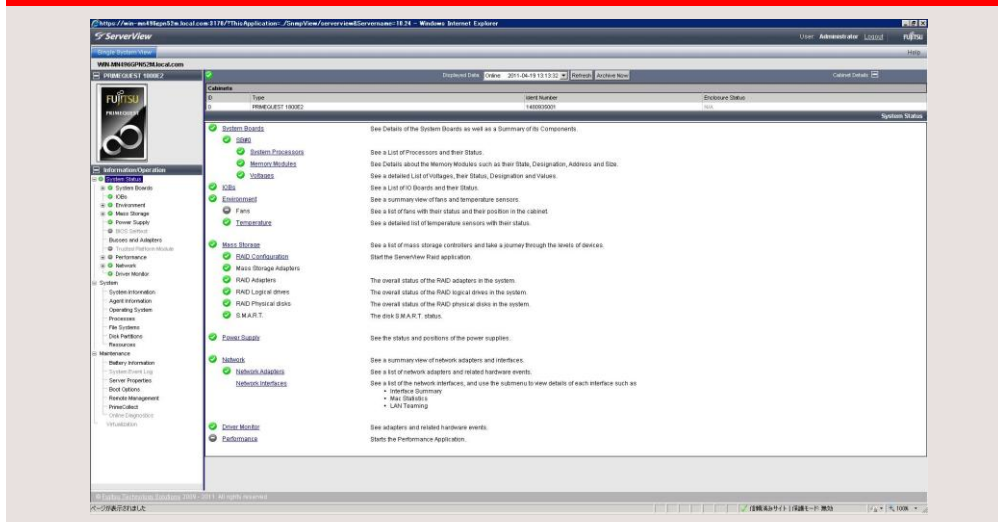 https://win-mn496gpn52m.local.com:3170/?ThisApplication=./SnmpView/serverview&Servername=1824 - Windows Internet Explorer
ServerView
User: Administrator Logout FUJITSU
Single System View
Help
WIN-MN496GPN52M.local.com
PRIMEQUEST 1800E2
Displayed Data: Online 2011-04-19 13:13:32 Refresh Archive Now
Cabinet Details
FUJITSU
PRIMEQUEST
Cabinets
ID Type Ident Number Enclosure Status
0 PRIMEQUEST 1800E2 1400930001 N/A
System Status
System Boards See Details of the System Boards as well as a Summary of its Components.
SB#0
System Processors See a List of Processors and their Status.
Memory Modules See Details about the Memory Modules such as their State, Designation, Address and Size.
Voltages See a detailed List of Voltages, their Status, Designation and Values.
IOBs See a List of IO Boards and their Status.
Environment See a summary view of fans and temperature sensors.
Fans See a list of fans with their status and their position in the cabinet.
Temperature See a detailed list of temperature sensors with their status.
Mass Storage See a list of mass storage controllers and take a journey through the levels of devices.
RAID Configuration Start the ServerView Raid application.
Mass Storage Adapters
RAID Adapters The overall status of the RAID adapters in the system.
RAID Logical drives The overall status of the RAID logical drives in the system.
RAID Physical disks The overall status of the RAID physical disks in the system.
S.M.A.R.T. The disk S.M.A.R.T. status.
Power Supply See the status and positions of the power supplies.
Network See a summary view of network adapters and interfaces.
Network Adapters See a list of network adapters and related hardware events.
Network Interfaces See a list of the network interfaces, and use the submenu to view details of each interface such as
• Interface Summary
• Mac Statistics
• LAN Teaming
Driver Monitor See adapters and related hardware events.
Performance Starts the Performance Application.
Information/Operation
System Status
System Boards
IOBs
Environment
Mass Storage
Power Supply
BIOS Selftest
Busses and Adapters
Trusted Platform Module
Performance
Network
Driver Monitor
System
System Information
Agent Information
Operating System
Processes
File Systems
Disk Partitions
Resources
Maintenance
Battery Information
System Event Log
Server Properties
Boot Options
Remote Management
PrimeCollect
Online Diagnostics
Virtualization
© Fujitsu Technology Solutions 2009 - 2011 All rights reserved
ページが表示されました
信頼済みサイト | 保護モード: 無効
100%